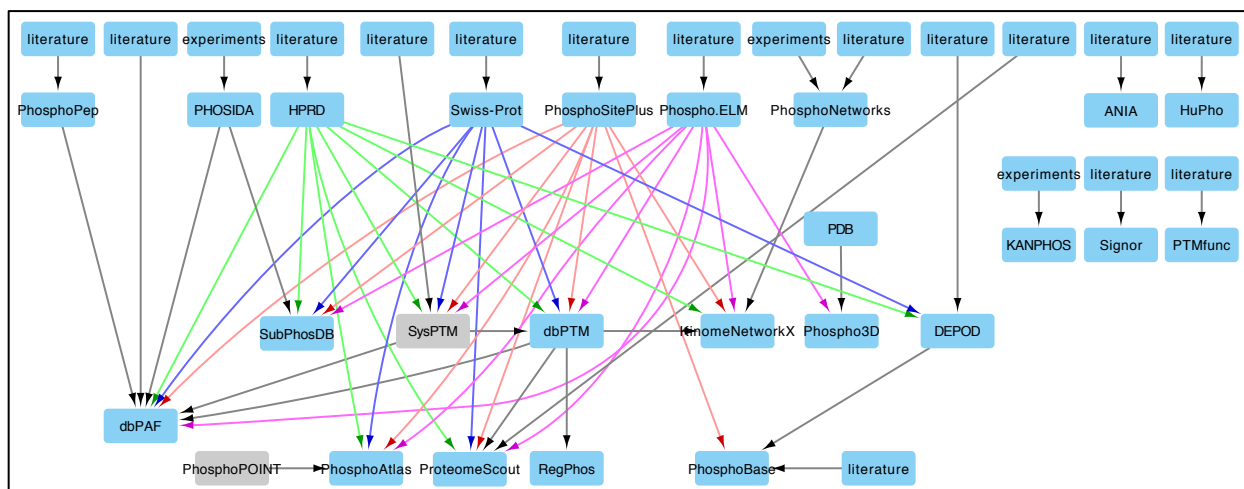 literature
literature
experiments
literature
literature
literature
literature
literature
experiments
literature
literature
literature
literature
literature
PhosphoPep
PHOSIDA
HPRD
Swiss-Prot
PhosphoSitePlus
Phospho.ELM
PhosphoNetworks
ANIA
HuPho
experiments
literature
literature
PDB
KANPHOS
Signor
PTMfunc
SubPhosDB
SysPTM
dbPTM
KinomeNetworkX
Phospho3D
DEPOD
dbPAF
PhosphoPOINT
PhosphoAtlas
ProteomeScout
RegPhos
PhosphoBase
literature